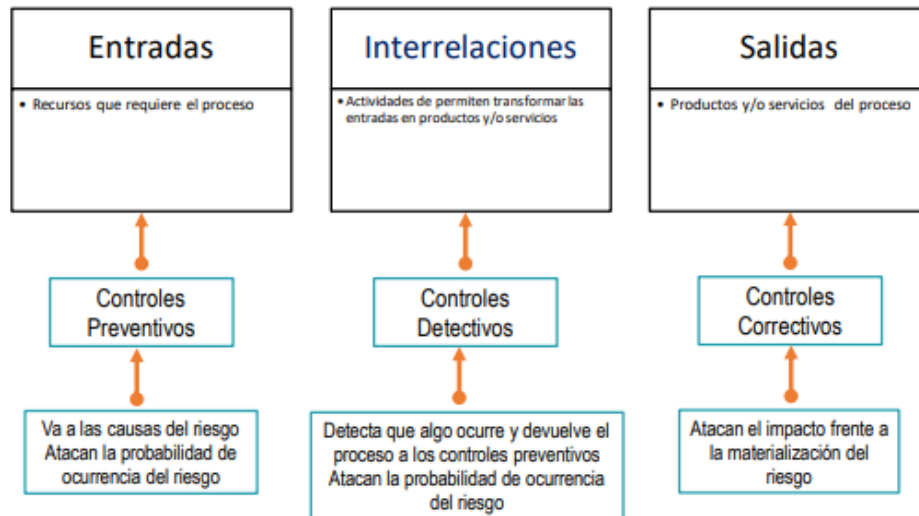 Entradas
• Recursos que requiere el proceso
Interrelaciones
• Actividades de permiten transformar las
entradas en productos y/o servicios
Salidas
• Productos y/o servicios del proceso
Controles
Preventivos
Controles
Detectivos
Controles
Correctivos
Va a las causas del riesgo
Atacan la probabilidad de
ocurrencia del riesgo
Detecta que algo ocurre y devuelve el
proceso a los controles preventivos
Atacan la probabilidad de ocurrencia
del riesgo
Atacan el impacto frente a
la materialización del
riesgo